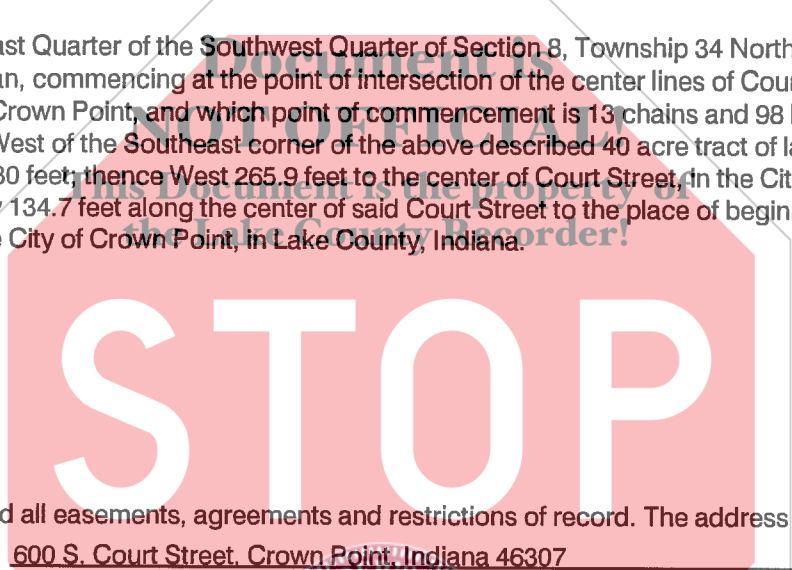 ast Quarter of the Southwest Quarter of Section 8, Township 34 North
an, commencing at the point of intersection of the center lines of Cour
Crown Point, and which point of commencement is 13 chains and 98
West of the Southeast corner of the above described 40 acre tract of la
30 feet; thence West 265.9 feet to the center of Court Street, in the Cit
134.7 feet along the center of said Court Street to the place of begin
City of Crown Point, in Lake County, Indiana.
Document is
NOT OFFICIAL!
This Document is the property of
the Lake County Recorder!
STOP
d all easements, agreements and restrictions of record. The address
600 S. Court Street, Crown Point, Indiana 46307